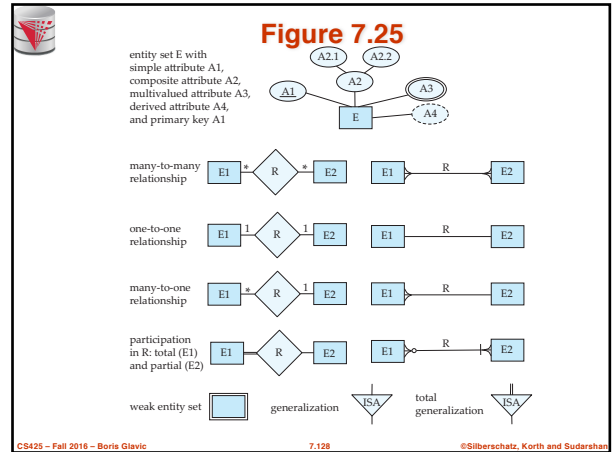 Figure 7.25
entity set E with
simple attribute A1,
composite attribute A2,
multivalued attribute A3,
derived attribute A4,
and primary key A1
A2.1 A2.2
A1 A2 A3
E A4
many-to-many
relationship
E1 * R * E2 E1 R E2
one-to-one
relationship
E1 1 R 1 E2 E1 R E2
many-to-one
relationship
E1 * R 1 E2 E1 R E2
participation
in R: total (E1)
and partial (E2)
E1 R E2 E1 R E2
weak entity set generalization ISA total
generalization ISA
CS425 – Fall 2016 – Boris Glavic 7.128 ©Silberschatz, Korth and Sudarshan